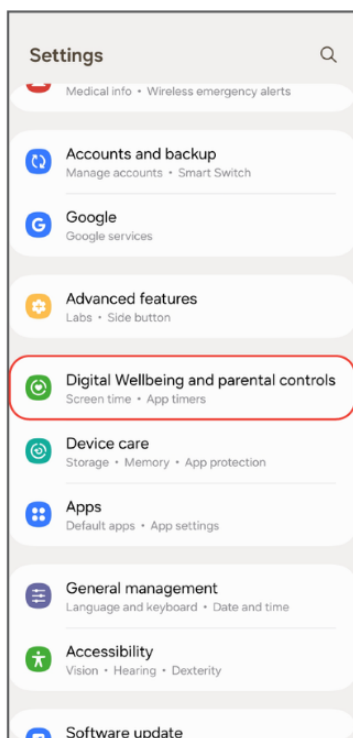 Settings
Medical info • Wireless emergency alerts
Accounts and backup
Manage accounts • Smart Switch
Google
Google services
Advanced features
Labs • Side button
Digital Wellbeing and parental controls
Screen time • App timers
Device care
Storage • Memory • App protection
Apps
Default apps • App settings
General management
Language and keyboard • Date and time
Accessibility
Vision • Hearing • Dexterity
Software update